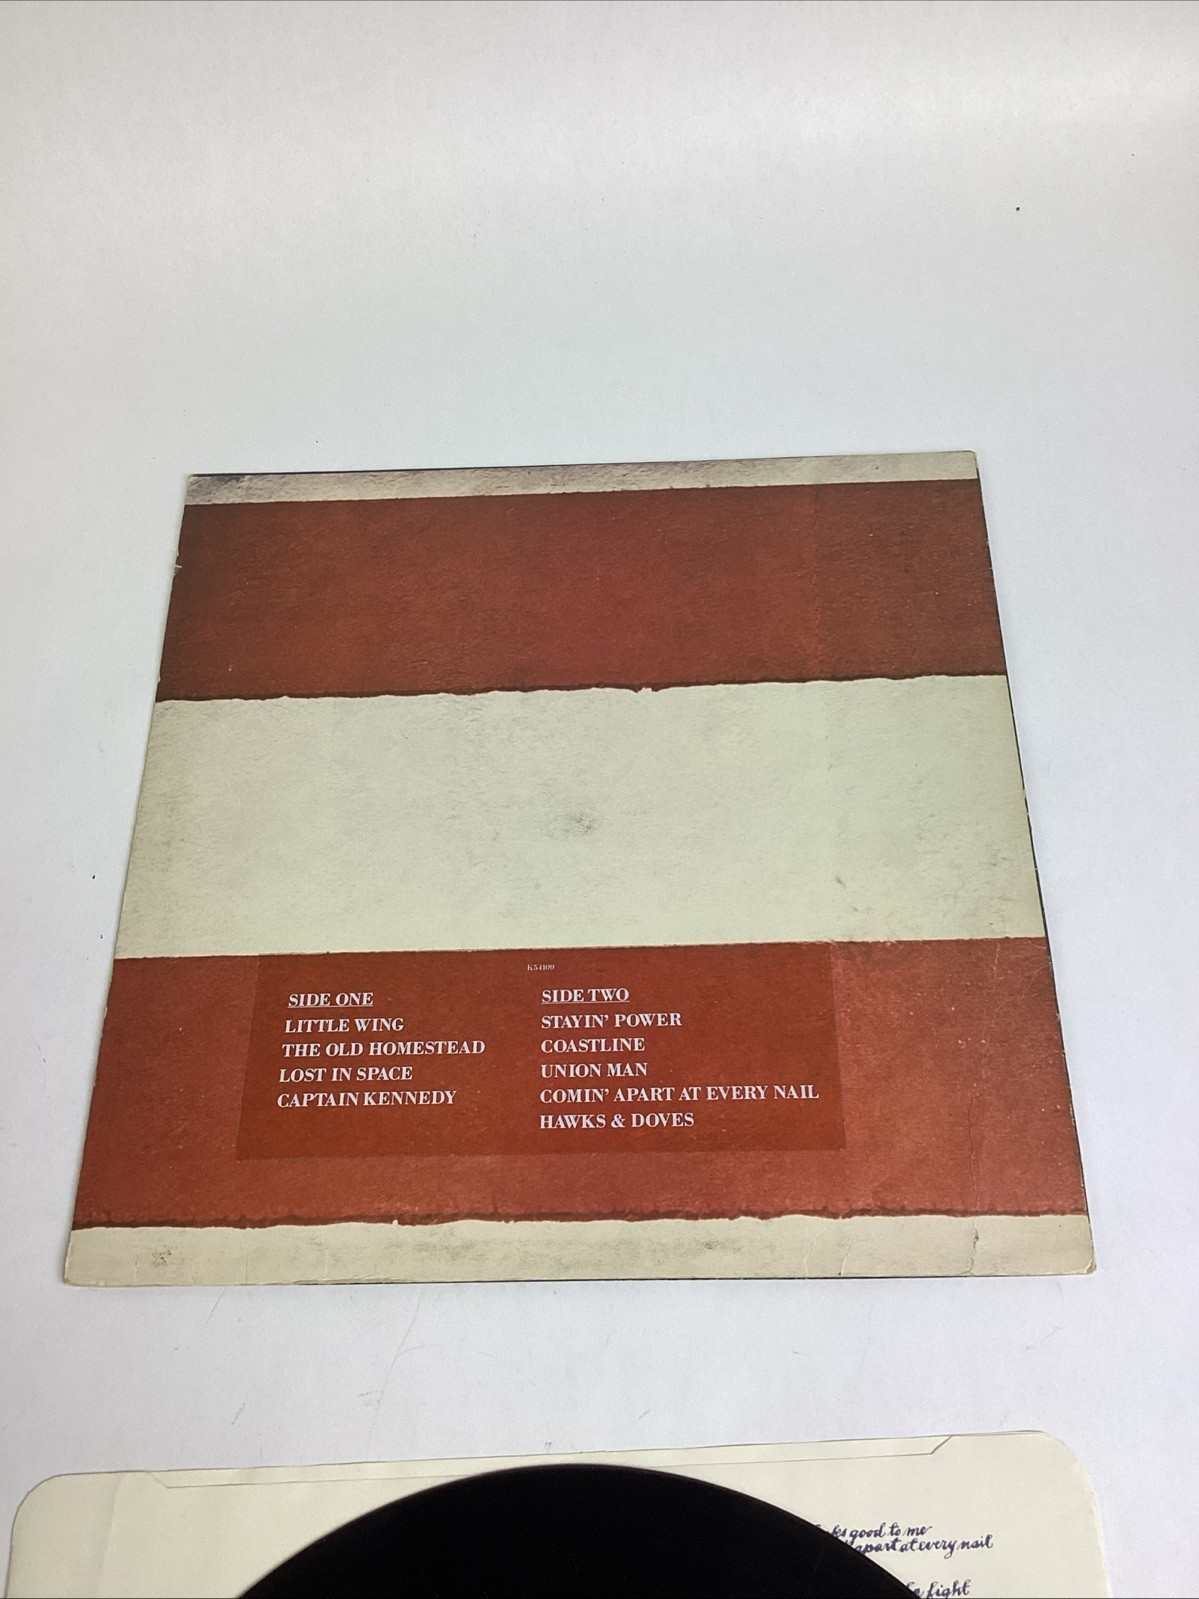 K54109
SIDE ONE
LITTLE WING
THE OLD HOMESTEAD
LOST IN SPACE
CAPTAIN KENNEDY
SIDE TWO
STAYIN' POWER
COASTLINE
UNION MAN
COMIN' APART AT EVERY NAIL
HAWKS & DOVES
good to me
apart at every nail
fight